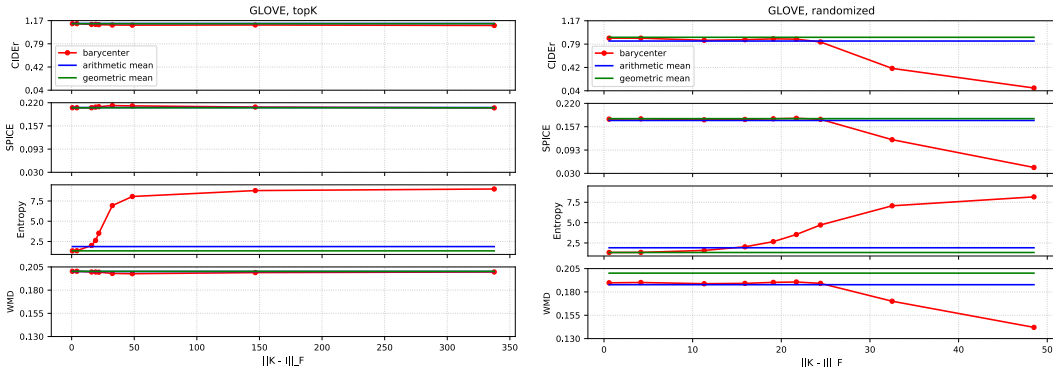 GLOVE, topK
CIDEr
1.17
0.79
0.42
0.04
barycenter
arithmetic mean
geometric mean
SPICE
0.220
0.157
0.093
0.030
Entropy
7.5
5.0
2.5
WMD
0.205
0.180
0.155
0.130
0 50 100 150 200 250 300 350
||K - I||_F
GLOVE, randomized
CIDEr
1.17
0.79
0.42
0.04
barycenter
arithmetic mean
geometric mean
SPICE
0.220
0.157
0.093
0.030
Entropy
7.5
5.0
2.5
WMD
0.205
0.180
0.155
0.130
0 10 20 30 40 50
||K - I||_F